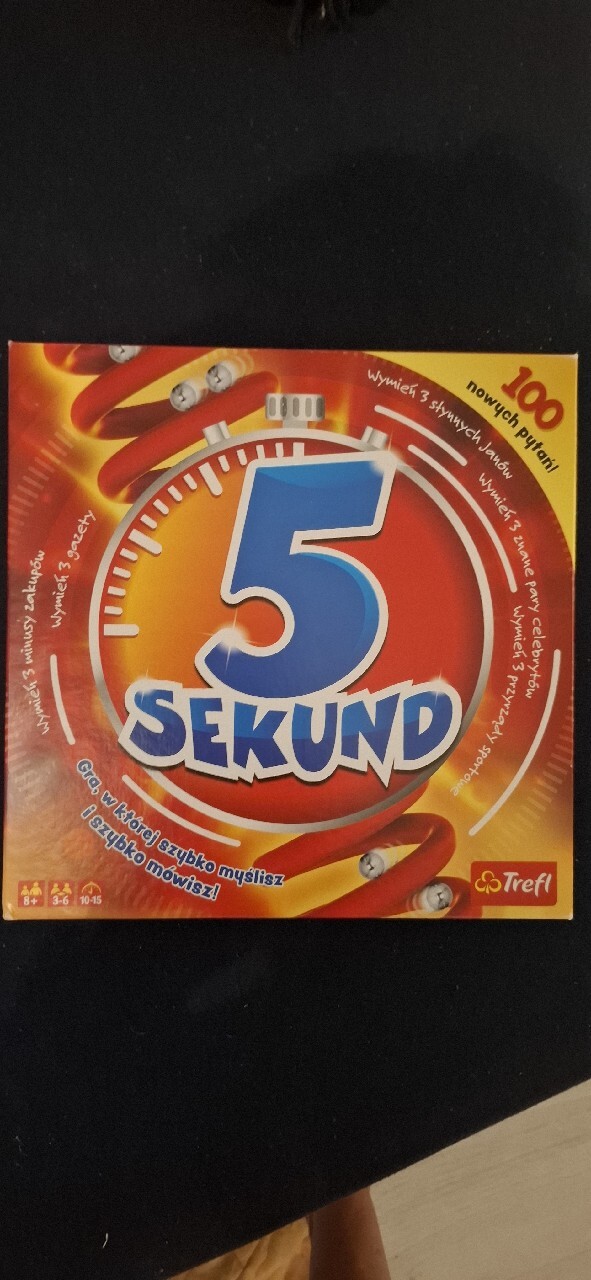 100
nowych pytań!
Wymień 3 słynnych Janów
Wymień 3 znane pary celebrytów
Wymień 3 przyrządy sportowe
Wymień 3 gazety
Wymień 3 minusy zakupów
5
SEKUND
Gra, w której szybko myślisz
i szybko mówisz!
8+
3-6
10-15
Trefl